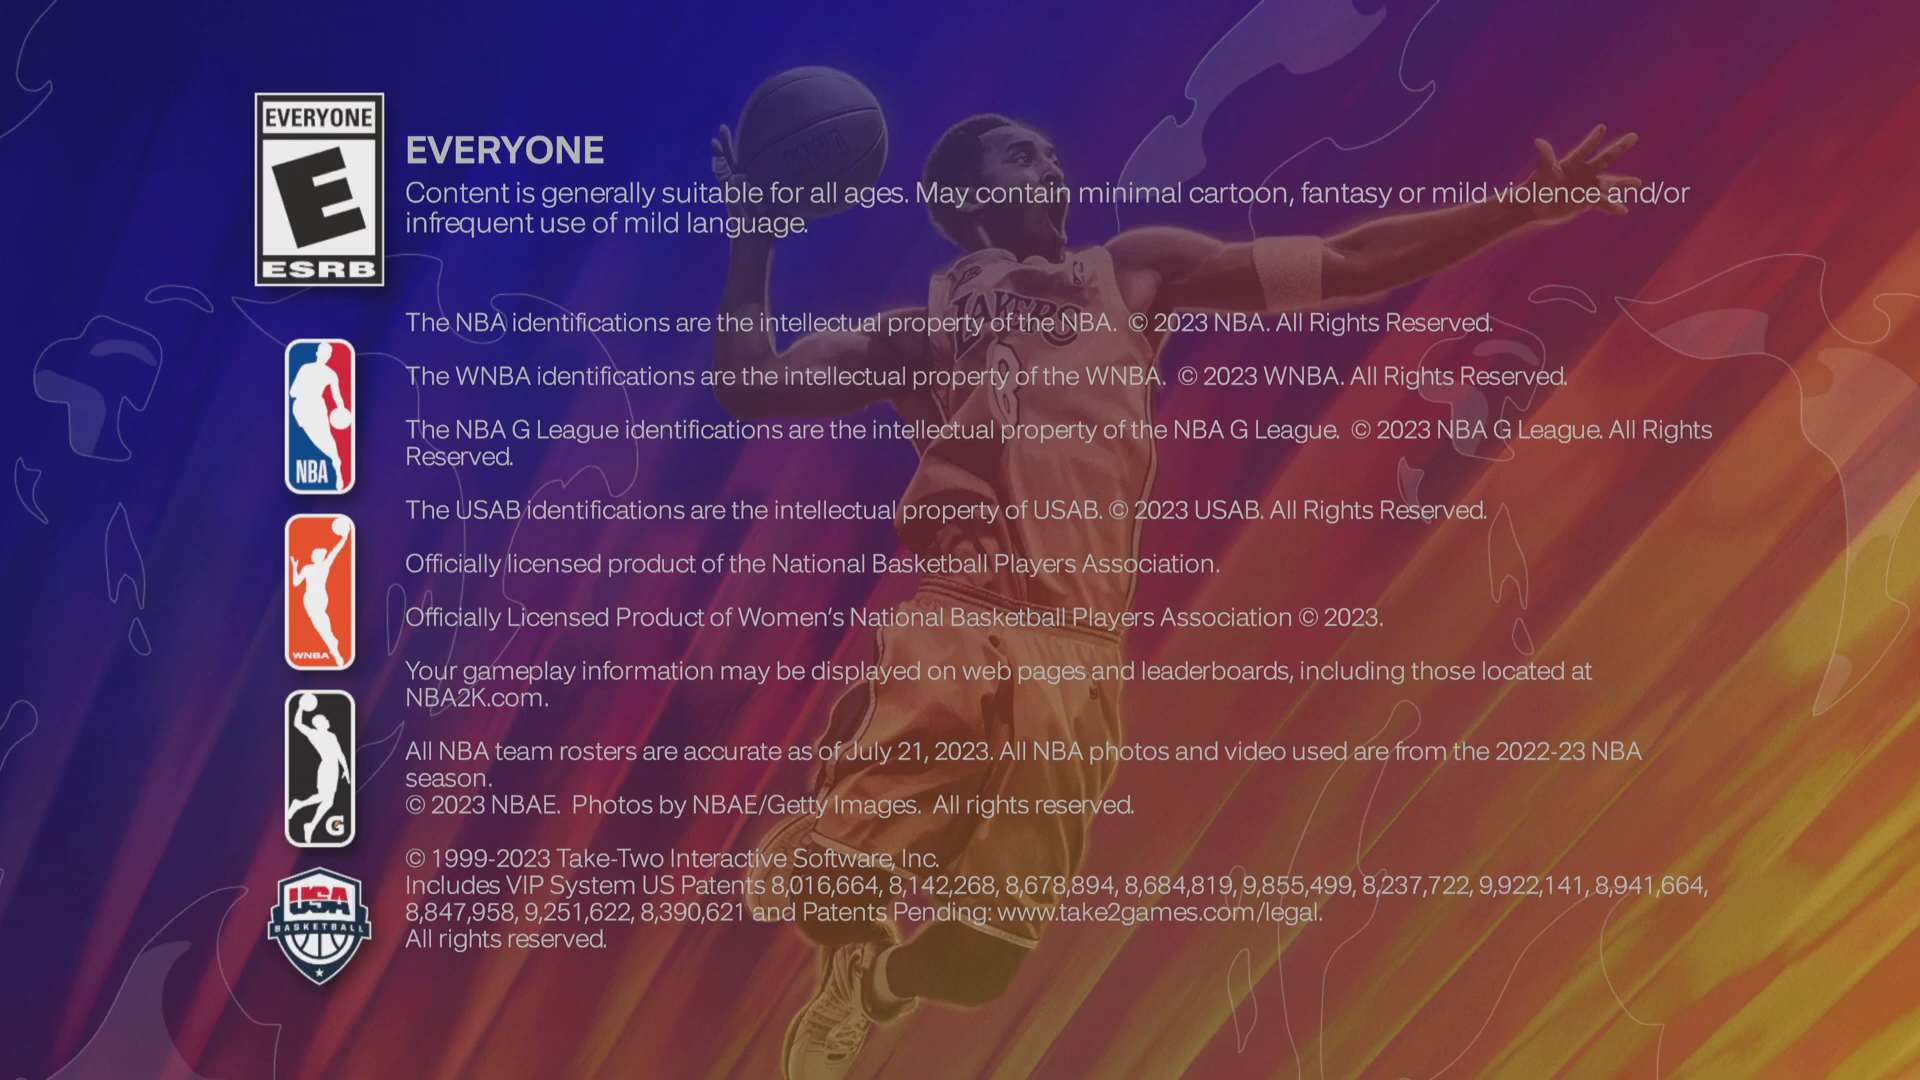 EVERYONE
E
ESRB
EVERYONE
Content is generally suitable for all ages. May contain minimal cartoon, fantasy or mild violence and/or
infrequent use of mild language.
LAKERS
8
The NBA identifications are the intellectual property of the NBA.  © 2023 NBA. All Rights Reserved.
NBA
The WNBA identifications are the intellectual property of the WNBA.  © 2023 WNBA. All Rights Reserved.
The NBA G League identifications are the intellectual property of the NBA G League.  © 2023 NBA G League. All Rights
Reserved.
The USAB identifications are the intellectual property of USAB. © 2023 USAB. All Rights Reserved.
WNBA
Officially licensed product of the National Basketball Players Association.
Officially Licensed Product of Women’s National Basketball Players Association © 2023.
Your gameplay information may be displayed on web pages and leaderboards, including those located at
NBA2K.com.
G
All NBA team rosters are accurate as of July 21, 2023. All NBA photos and video used are from the 2022-23 NBA
season.
© 2023 NBAE.  Photos by NBAE/Getty Images.  All rights reserved.
USA
BASKETBALL
© 1999-2023 Take-Two Interactive Software, Inc.
Includes VIP System US Patents 8,016,664, 8,142,268, 8,678,894, 8,684,819, 9,855,499, 8,237,722, 9,922,141, 8,941,664,
8,847,958, 9,251,622, 8,390,621 and Patents Pending: www.take2games.com/legal.
All rights reserved.